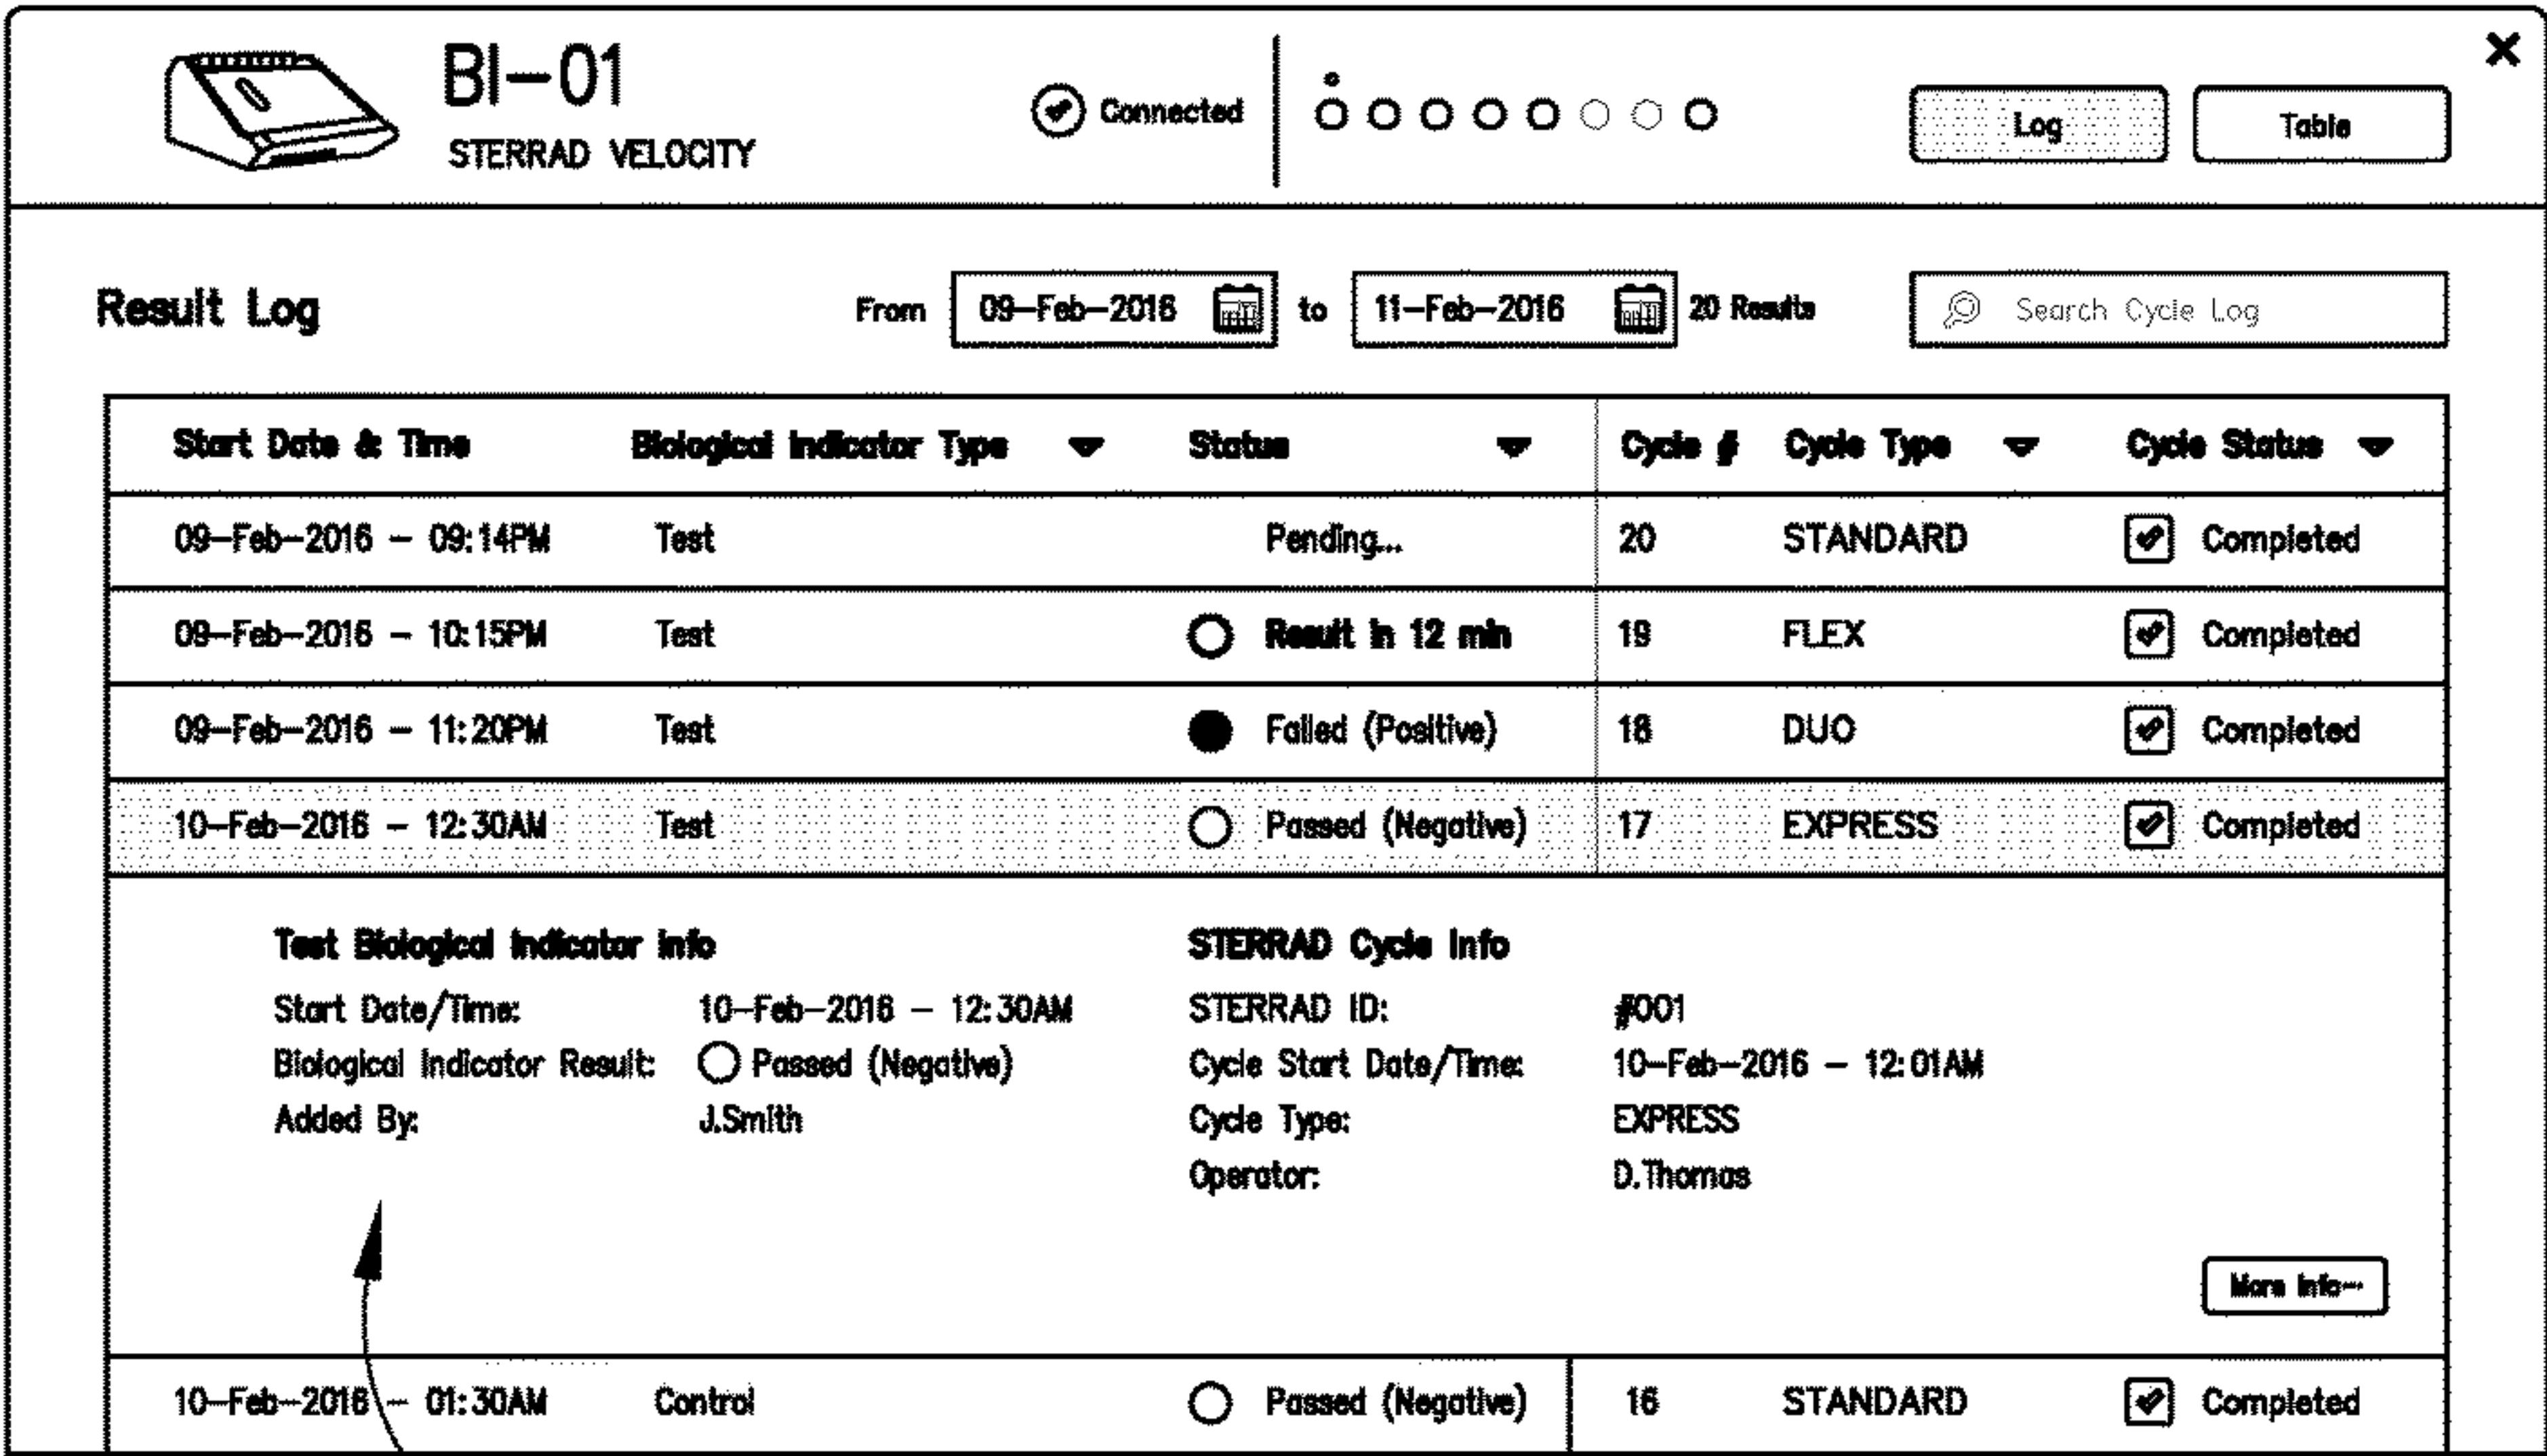 BI-01
STERRAD VELOCITY
Connected
Log
Table
Result Log
From 09-Feb-2016 to 11-Feb-2016 20 Results
Search Cycle Log
Start Date & Time Biological Indicator Type Status Cycle # Cycle Type Cycle Status
09-Feb-2016 - 09:14PM Test Pending... 20 STANDARD Completed
09-Feb-2016 - 10:15PM Test Result in 12 min 19 FLEX Completed
09-Feb-2016 - 11:20PM Test Failed (Positive) 18 DUO Completed
10-Feb-2016 - 12:30AM Test Passed (Negative) 17 EXPRESS Completed
Test Biological Indicator Info STERRAD Cycle Info
Start Date/Time: 10-Feb-2016 - 12:30AM STERRAD ID: #001
Biological Indicator Result: Passed (Negative) Cycle Start Date/Time: 10-Feb-2016 - 12:01AM
Added By: J.Smith Cycle Type: EXPRESS
Operator: D.Thomas
More Info...
10-Feb-2016 - 01:30AM Control Passed (Negative) 16 STANDARD Completed